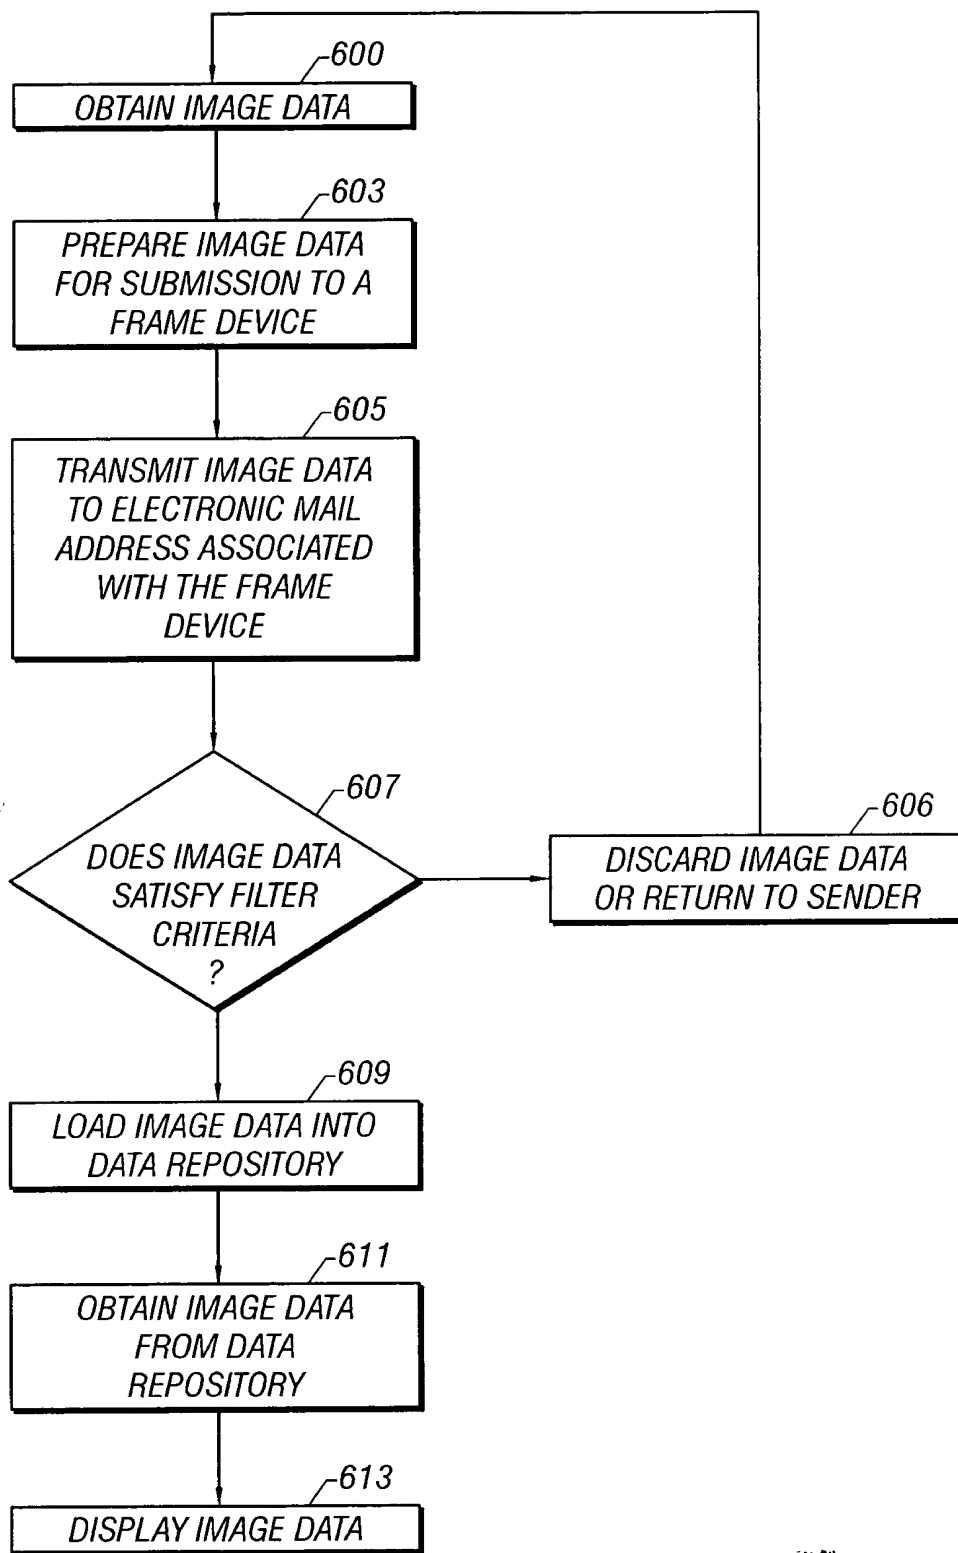 600
OBTAIN IMAGE DATA
603
PREPARE IMAGE DATA
FOR SUBMISSION TO A
FRAME DEVICE
605
TRANSMIT IMAGE DATA
TO ELECTRONIC MAIL
ADDRESS ASSOCIATED
WITH THE FRAME
DEVICE
607
DOES IMAGE DATA
SATISFY FILTER
CRITERIA
?
606
DISCARD IMAGE DATA
OR RETURN TO SENDER
609
LOAD IMAGE DATA INTO
DATA REPOSITORY
611
OBTAIN IMAGE DATA
FROM DATA
REPOSITORY
613
DISPLAY IMAGE DATA